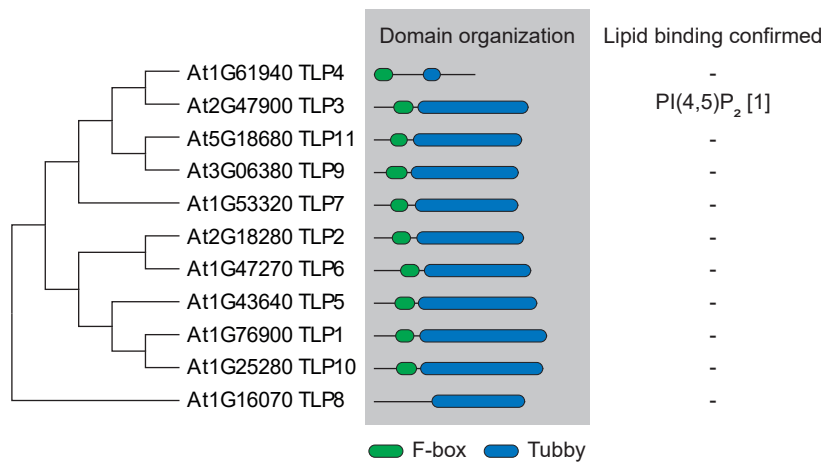 Domain organization Lipid binding confirmed
At1G61940 TLP4 -
At2G47900 TLP3 PI(4,5)P₂ [1]
At5G18680 TLP11 -
At3G06380 TLP9 -
At1G53320 TLP7 -
At2G18280 TLP2 -
At1G47270 TLP6 -
At1G43640 TLP5 -
At1G76900 TLP1 -
At1G25280 TLP10 -
At1G16070 TLP8 -
F-box Tubby